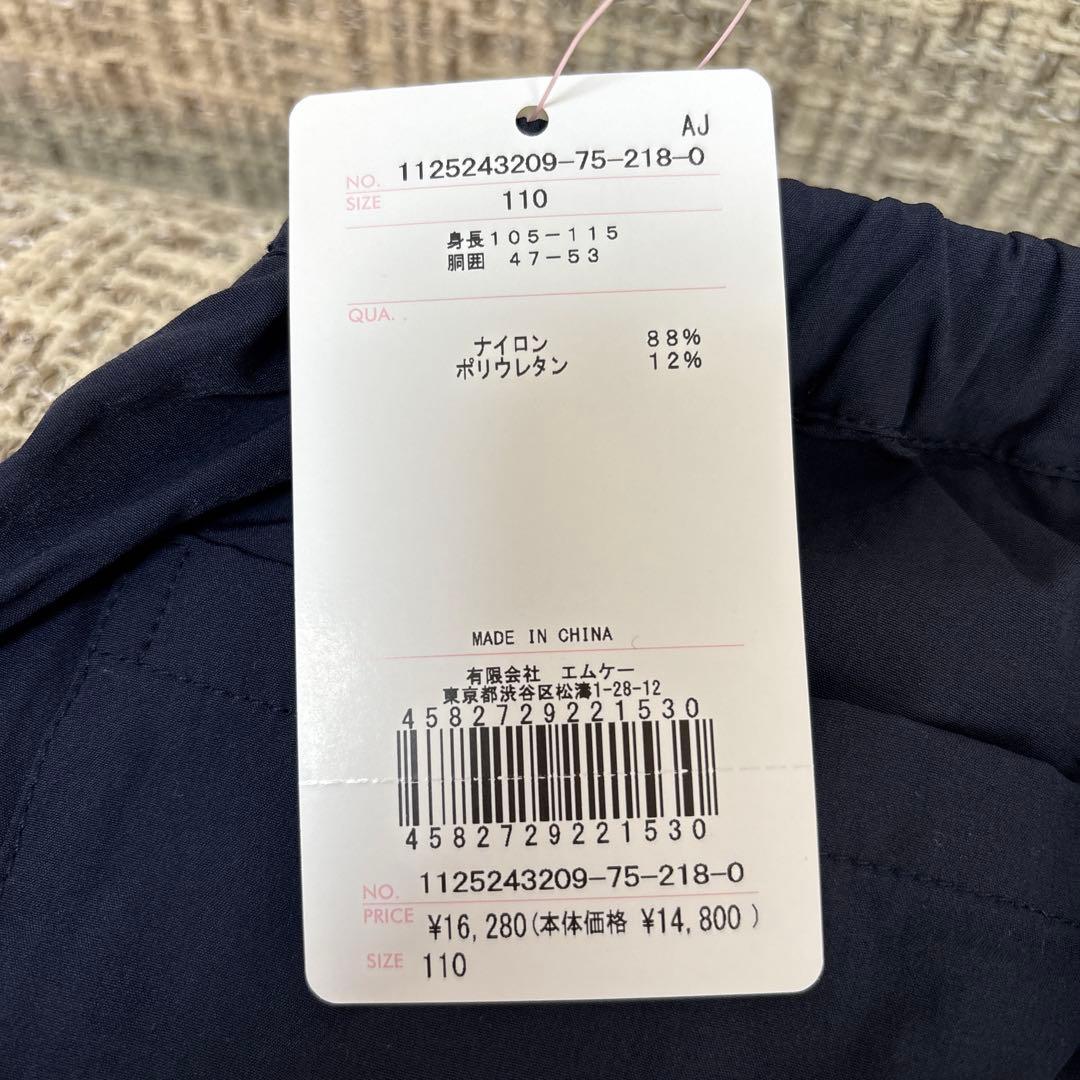 AJ
NO. 1125243209-75-218-0
SIZE 110
身長105-115
胴囲 47-53
QUA.
ナイロン 88%
ポリウレタン 12%
MADE IN CHINA
有限会社 エムケー
東京都渋谷区松濤1-28-12
4582729221530
4582729221530
NO. 1125243209-75-218-0
PRICE ¥16,280(本体価格 ¥14,800 )
SIZE 110